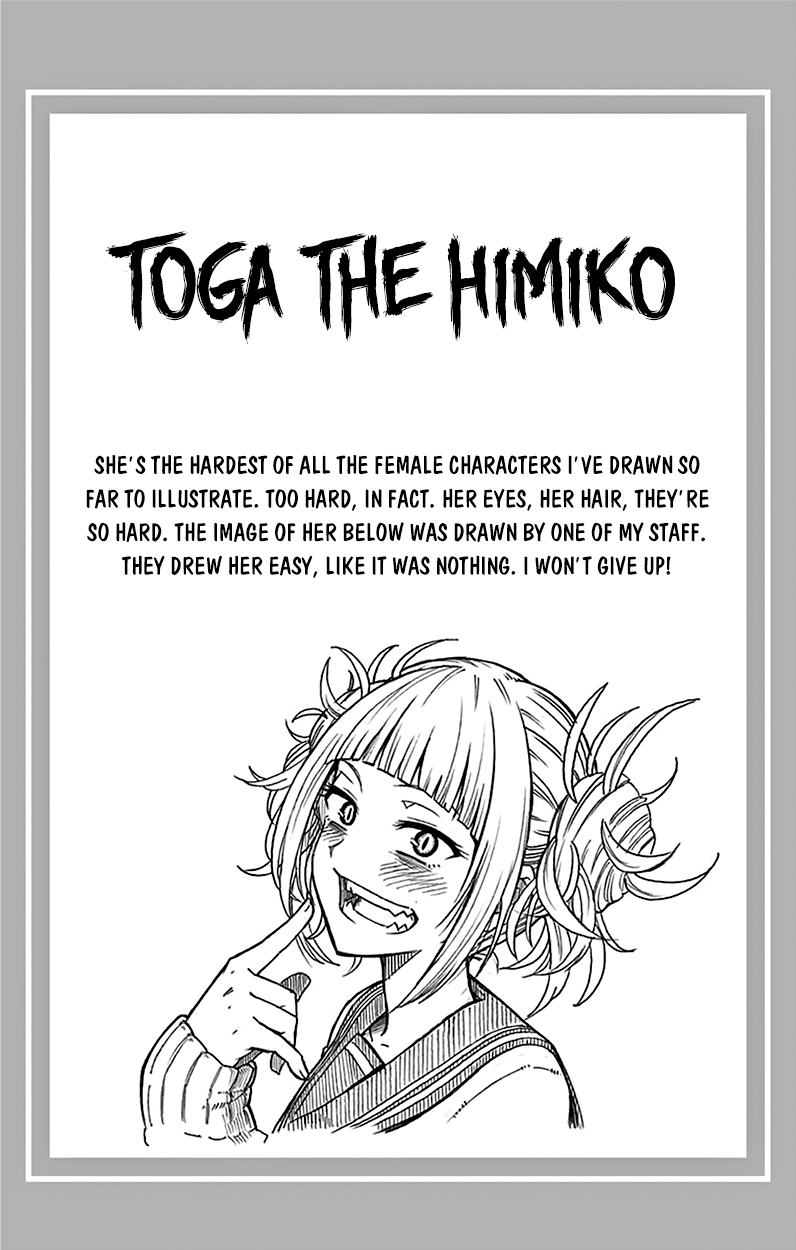 TOGA THE HIMIKO
SHE'S THE HARDEST OF ALL THE FEMALE CHARACTERS I'VE DRAWN SO
FAR TO ILLUSTRATE. TOO HARD, IN FACT. HER EYES, HER HAIR, THEY'RE
SO HARD. THE IMAGE OF HER BELOW WAS DRAWN BY ONE OF MY STAFF.
THEY DREW HER EASY, LIKE IT WAS NOTHING. I WON'T GIVE UP!